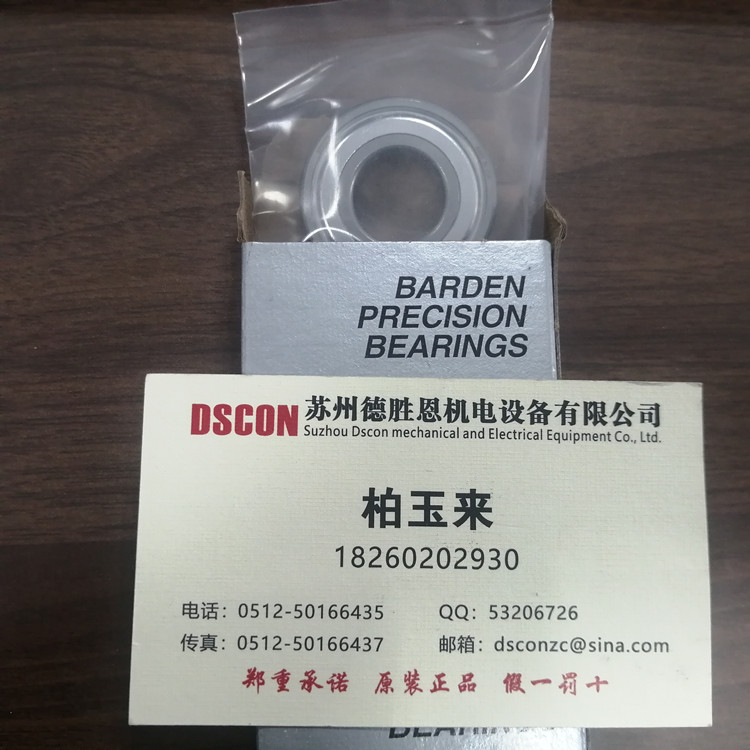 BARDEN
PRECISION
BEARINGS
DSCON 苏州德胜恩机电设备有限公司
Suzhou Dscon mechanical and Electrical Equipment Co., Ltd.
柏玉来
18260202930
电话：0512-50166435 QQ：53206726
传真：0512-50166437 邮箱：dsconzc@sina.com
郑重承诺 原装正品 假一罚十
BEARINGS